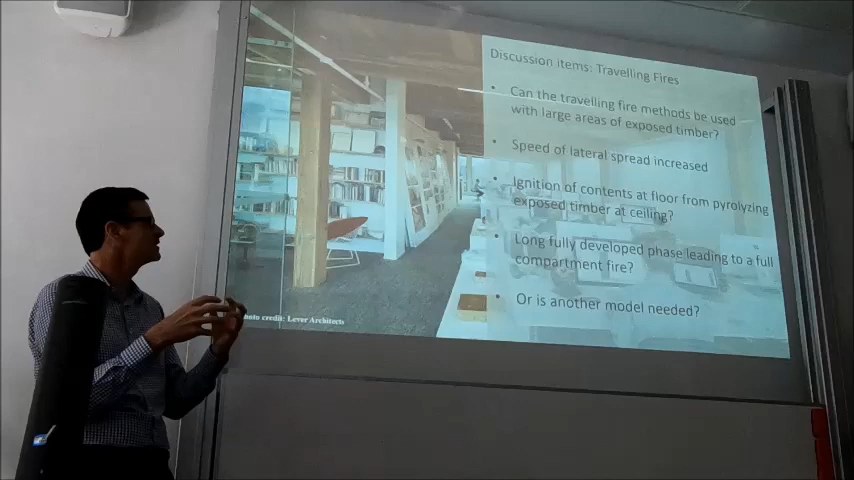 Discussion items: Travelling Fires
• Can the travelling fire methods be used
with large areas of exposed timber?
• Speed of lateral spread increased
• Ignition of contents at floor from pyrolyzing
exposed timber at ceiling?
• Long fully developed phase leading to a full
compartment fire?
• Or is another model needed?
hoto credit: Lever Architects